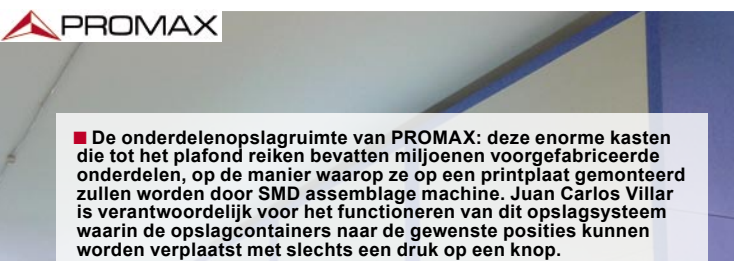 PROMAX
De onderdelenopslagruimte van PROMAX: deze enorme kasten
die tot het plafond reiken bevatten miljoenen voorgefabriceerde
onderdelen, op de manier waarop ze op een printplaat gemonteerd
zullen worden door SMD assemblage machine. Juan Carlos Villar
is verantwoordelijk voor het functioneren van dit opslagsysteem
waarin de opslagcontainers naar de gewenste posities kunnen
worden verplaatst met slechts een druk op een knop.